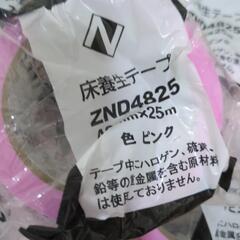 N
床養生テープ
ZND4825
mm×25m
色 ピンク
テープ中にハロゲン、硫黄、
鉛等の『金属を含む原材料
は使用しておりません。